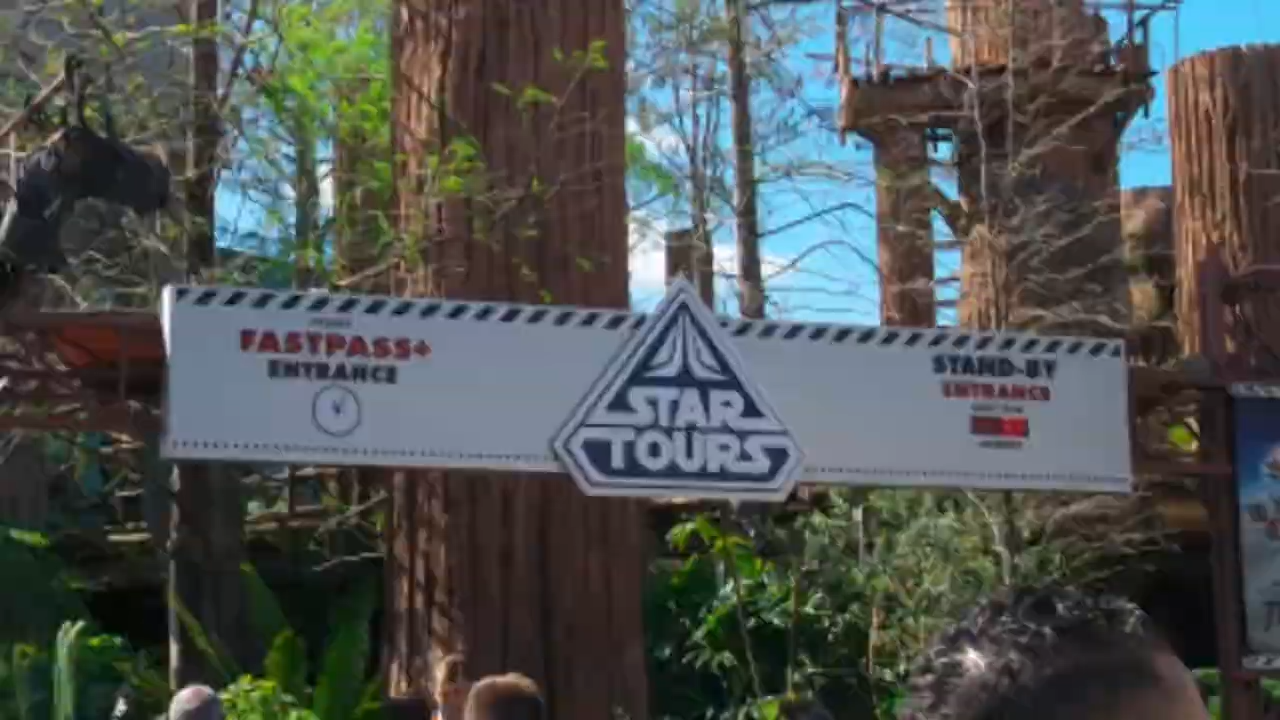 FASTPASS+
ENTRANCE
STAR
TOURS
STAND-BY
ENTRANCE